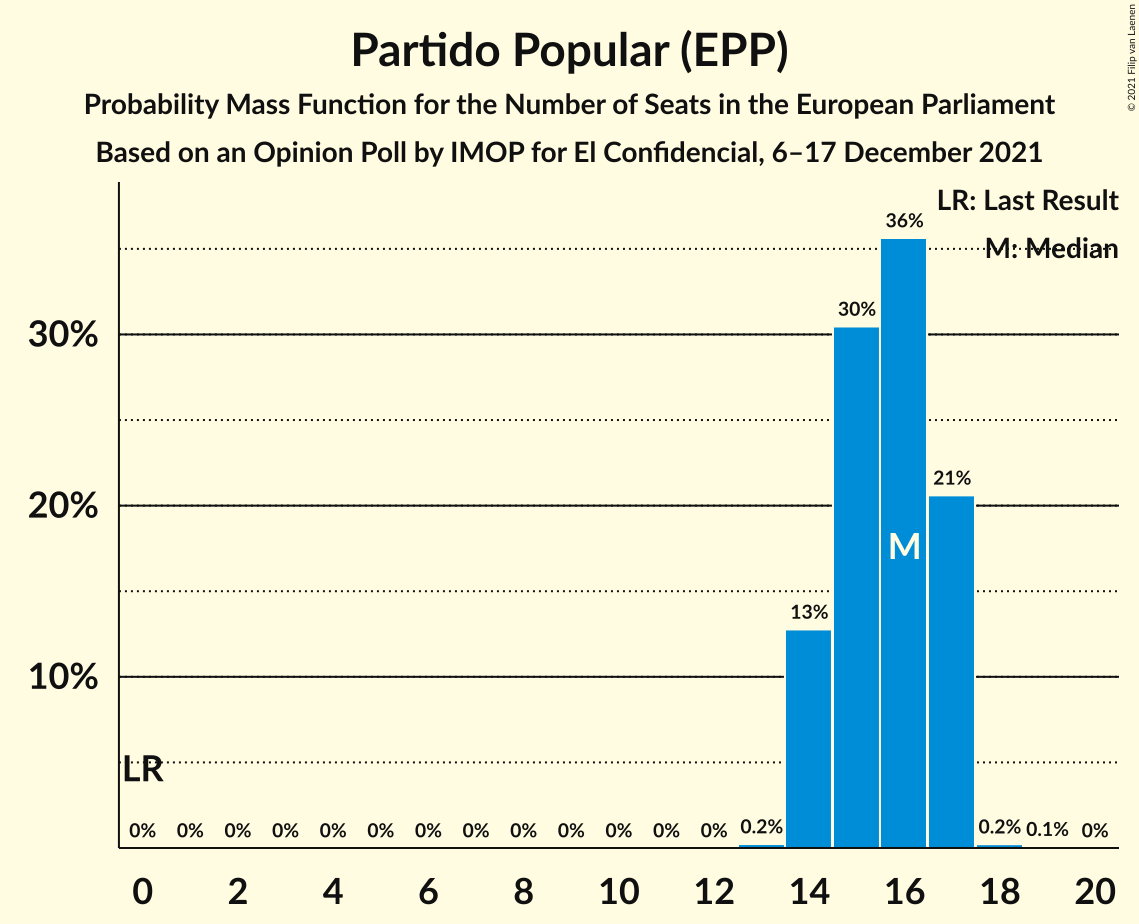 Partido Popular (EPP)
Probability Mass Function for the Number of Seats in the European Parliament
Based on an Opinion Poll by IMOP for El Confidencial, 6–17 December 2021
© 2021 Filip van Laenen
LR: Last Result
M: Median
36%
30%
30%
21%
20%
M
13%
10%
LR
0% 0% 0% 0% 0% 0% 0% 0% 0% 0% 0% 0% 0% 0.2% 0.2% 0.1% 0%
0 2 4 6 8 10 12 14 16 18 20